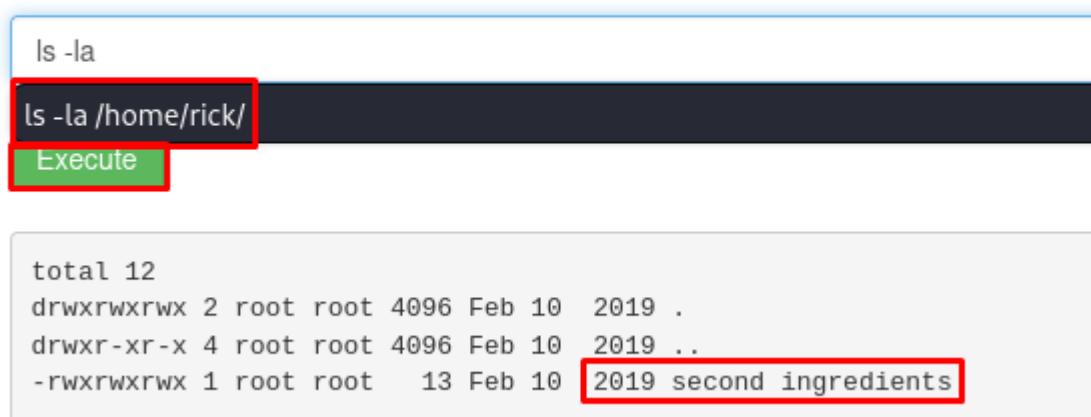 ls -la
ls -la /home/rick/
Execute
total 12
drwxrwxrwx 2 root root 4096 Feb 10  2019 .
drwxr-xr-x 4 root root 4096 Feb 10  2019 ..
-rwxrwxrwx 1 root root   13 Feb 10  2019 second ingredients